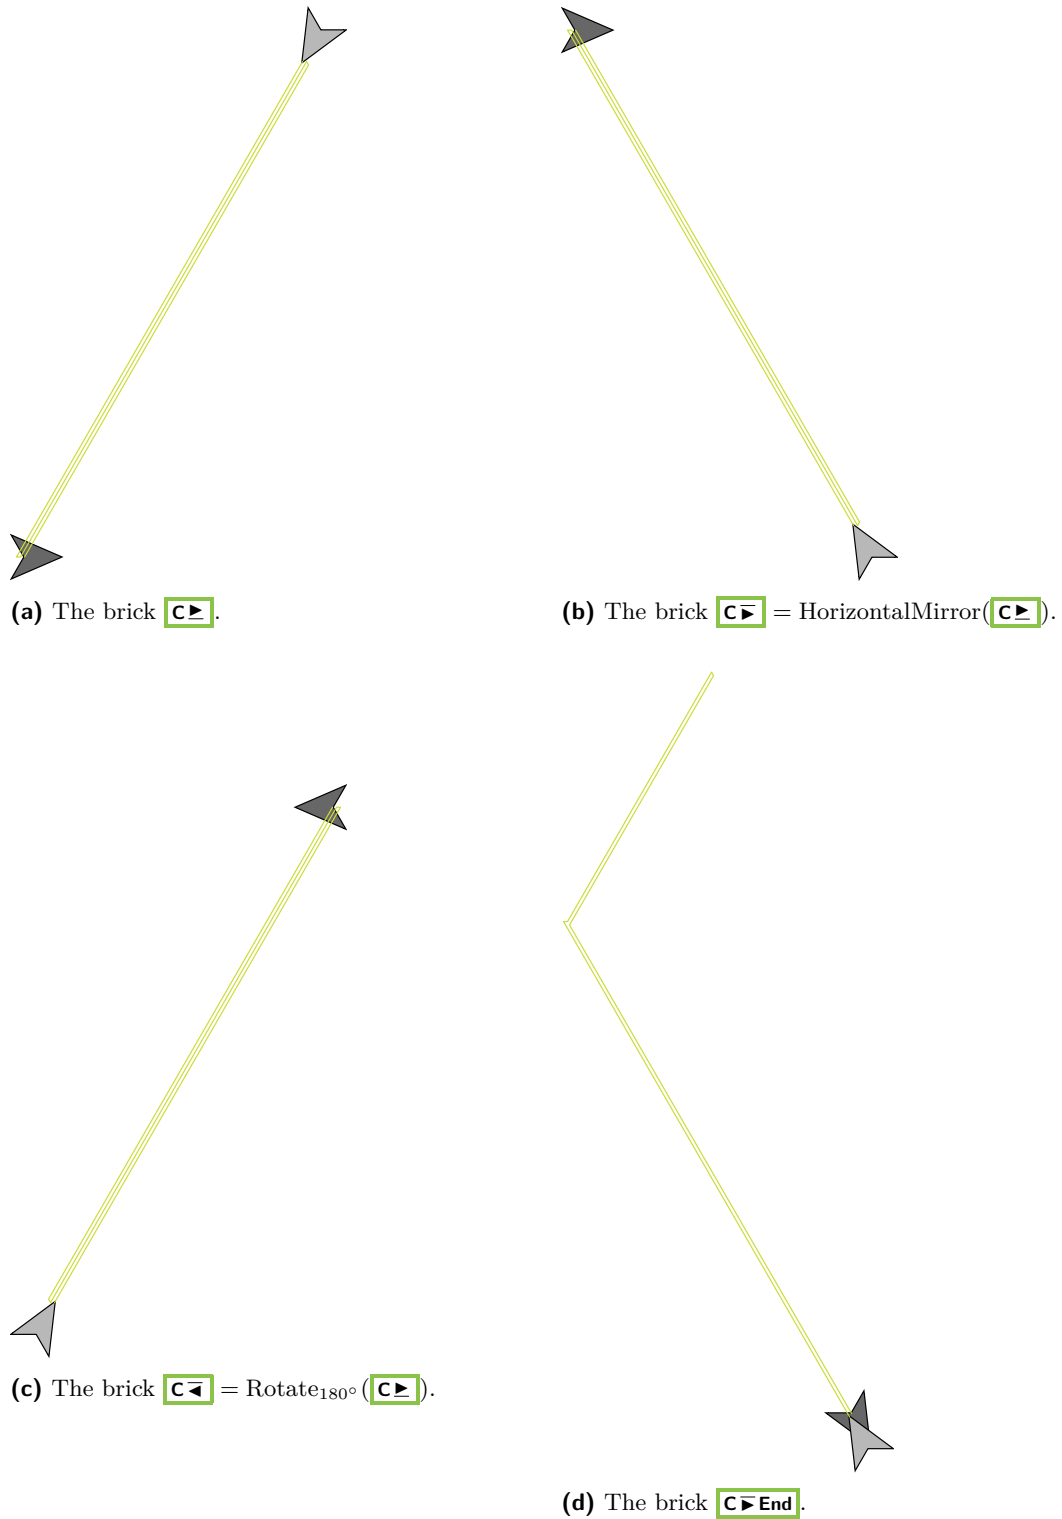 (a) The brick C▶̲.
(b) The brick C▶̅ = HorizontalMirror(C▶̲).
(c) The brick C◀̅ = Rotate₁₈₀°(C▶̲).
(d) The brick C▶̅End.